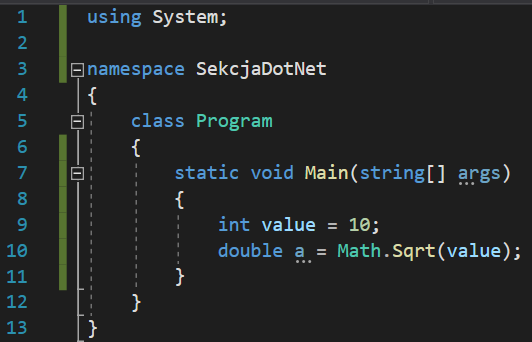 1 using System;
2
3 namespace SekcjaDotNet
4 {
5 class Program
6 {
7 static void Main(string[] args)
8 {
9 int value = 10;
10 double a = Math.Sqrt(value);
11 }
12 }
13 }